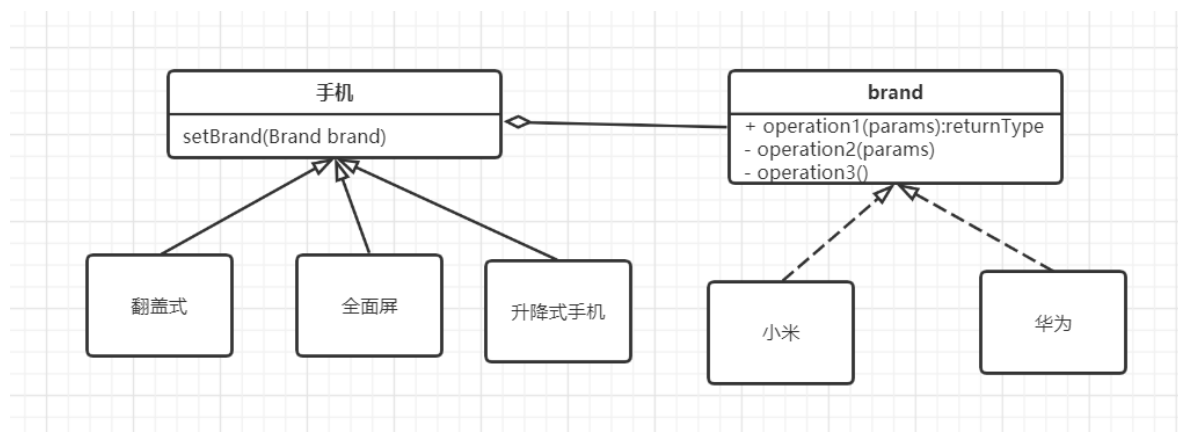 手机
setBrand(Brand brand)
brand
+ operation1(params):returnType
- operation2(params)
- operation3()
翻盖式
全面屏
升降式手机
小米
华为